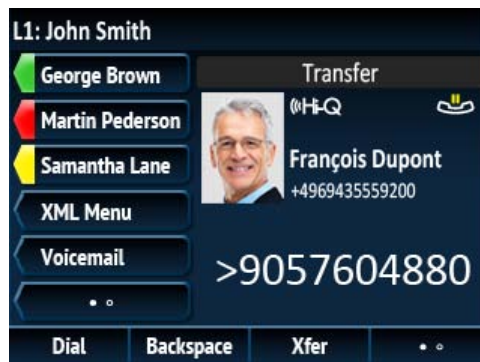 L1: John Smith
George Brown
Martin Pederson
Samantha Lane
XML Menu
Voicemail
Transfer
Hi-Q
François Dupont
+4969435559200
>9057604880
Dial Backspace Xfer